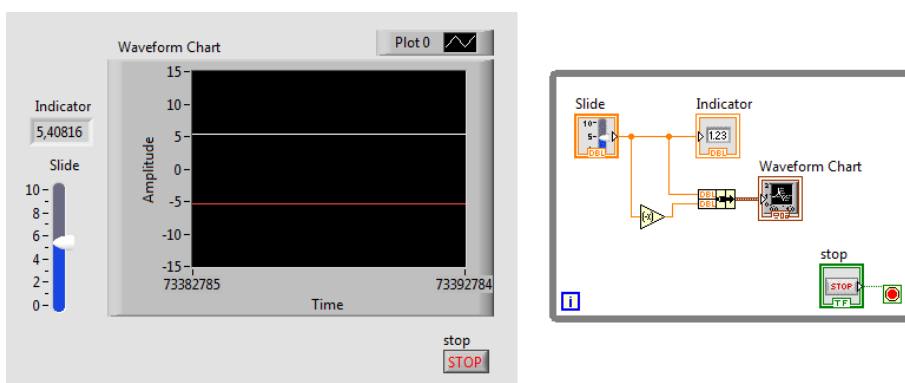 Waveform Chart
Plot 0
Indicator
5,40816
Slide
10
8
6
4
2
0
Amplitude
15
10
5
0
-5
-10
-15
73382785
73392784
Time
stop
STOP
Slide
10
5
DBL
Indicator
1.23
DBL
Waveform Chart
DBL
DBL
-x
stop
STOP
TF
i